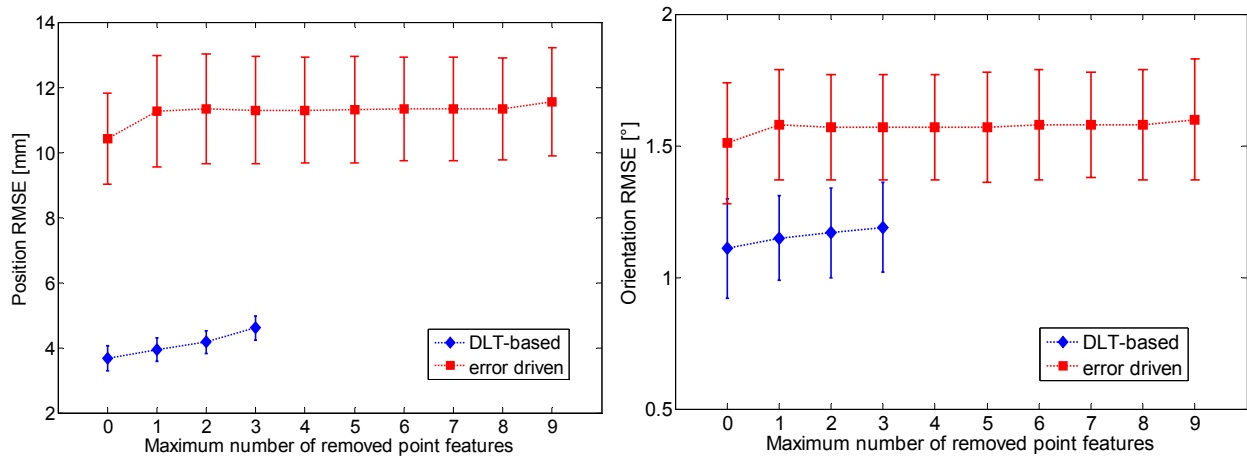 Position RMSE [mm]
14
12
10
8
6
4
2
0 1 2 3 4 5 6 7 8 9
Maximum number of removed point features
DLT-based
error driven
Orientation RMSE [°]
2
1.5
1
0.5
0 1 2 3 4 5 6 7 8 9
Maximum number of removed point features
DLT-based
error driven